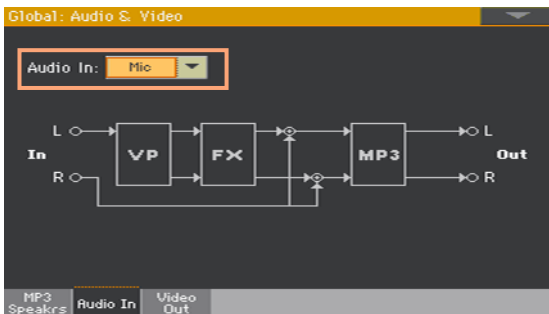 Global: Audio & Video
Audio In: Mic
L L
In VP FX MP3 Out
R R
MP3 Speakrs Audio In Video Out